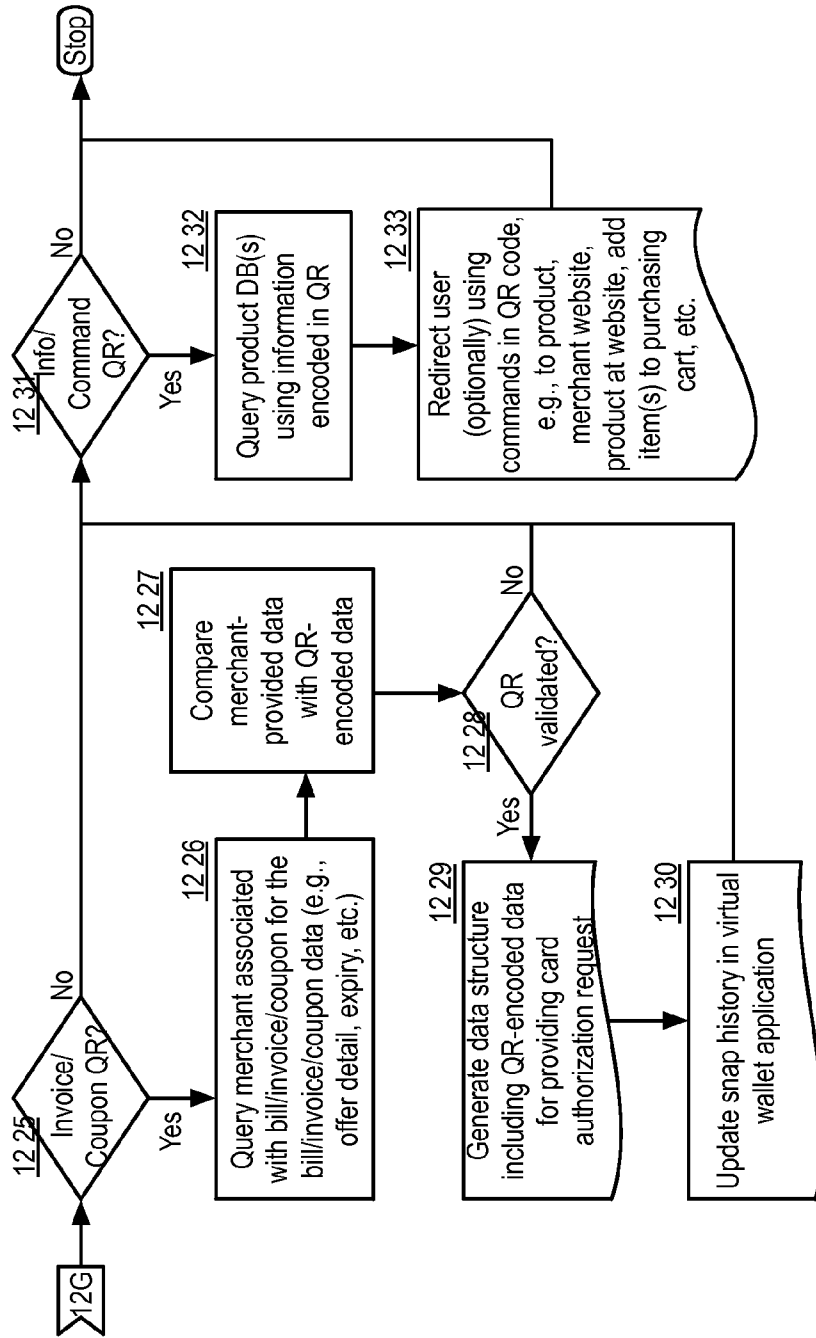 12G
12 25
Invoice/
Coupon QR?
No
Yes
12 26
Query merchant associated
with bill/invoice/coupon for the
bill/invoice/coupon data (e.g.,
offer detail, expiry, etc.)
12 27
Compare
merchant-
provided data
with QR-
encoded data
12 28
QR
validated?
No
Yes
12 29
Generate data structure
including QR-encoded data
for providing card
authorization request
12 30
Update snap history in virtual
wallet application
12 31
Info/
Command
QR?
No
Yes
12 32
Query product DB(s)
using information
encoded in QR
12 33
Redirect user
(optionally) using
commands in QR code,
e.g., to product,
merchant website,
product at website, add
item(s) to purchasing
cart, etc.
Stop